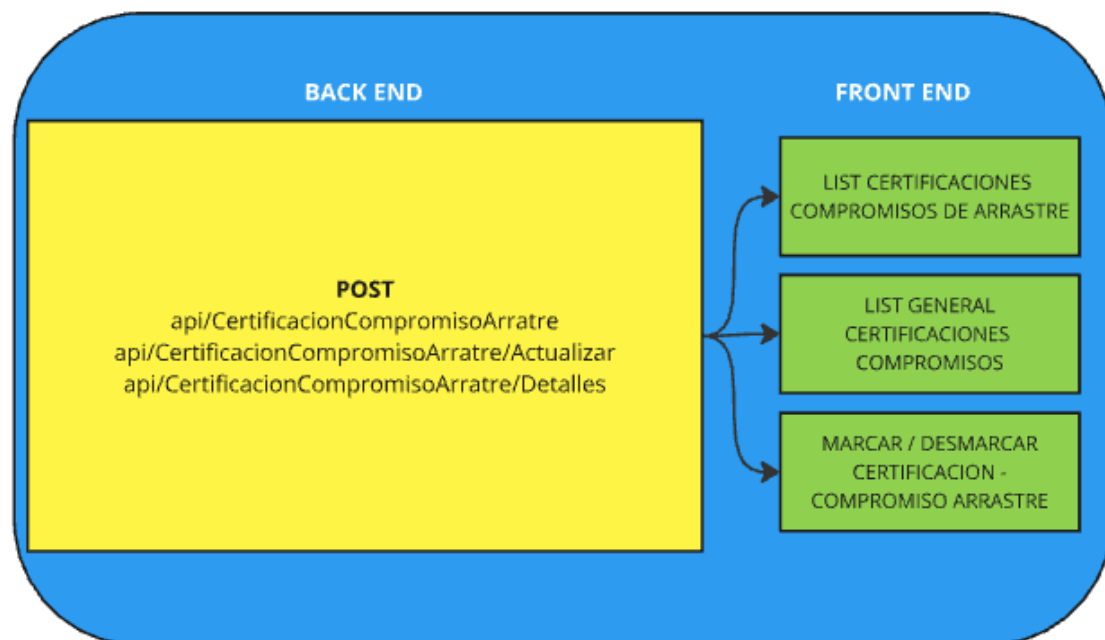 BACK END
POST
api/CertificacionCompromisoArratre
api/CertificacionCompromisoArratre/Actualizar
api/CertificacionCompromisoArratre/Detalles
FRONT END
LIST CERTIFICACIONES
COMPROMISOS DE ARRASTRE
LIST GENERAL
CERTIFICACIONES
COMPROMISOS
MARCAR / DESMARCAR
CERTIFICACION -
COMPROMISO ARRASTRE